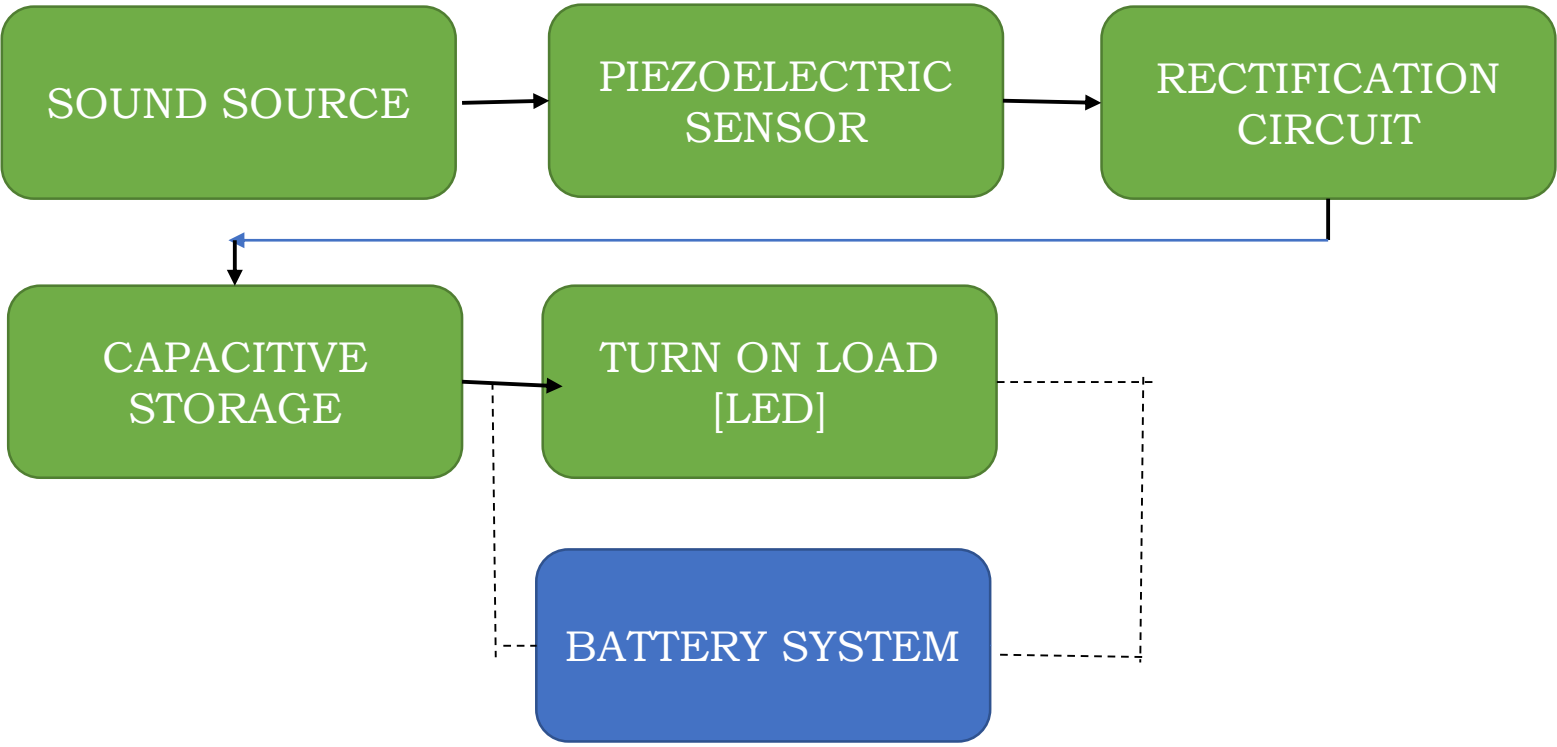 SOUND SOURCE
PIEZOELECTRIC
SENSOR
RECTIFICATION
CIRCUIT
CAPACITIVE
STORAGE
TURN ON LOAD
[LED]
BATTERY SYSTEM